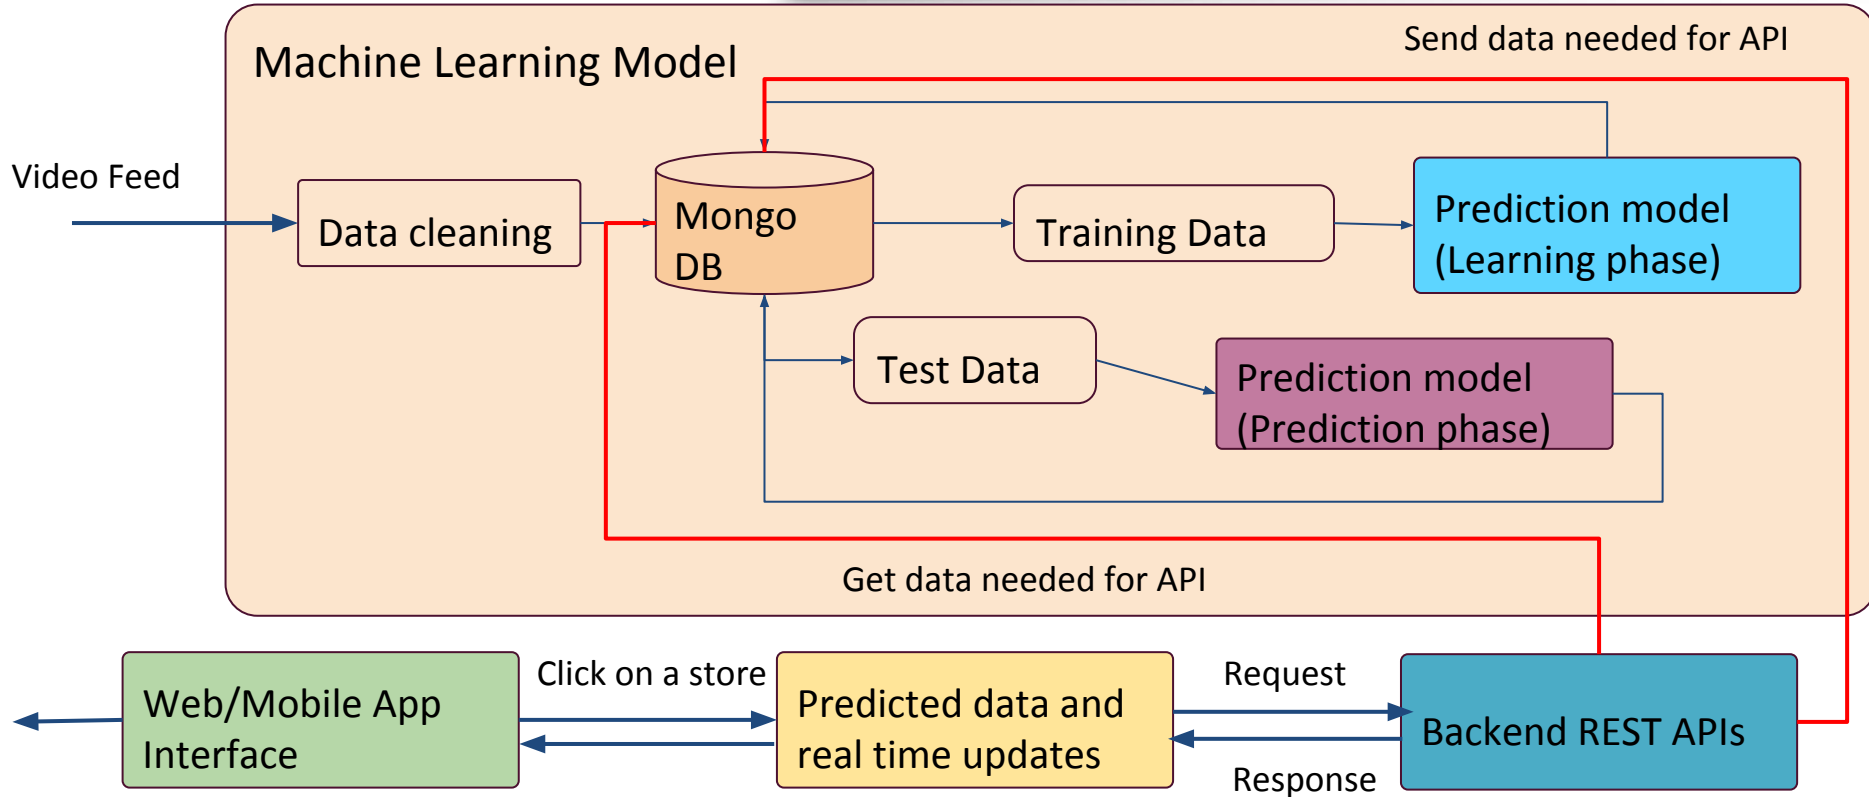 Send data needed for API
Machine Learning Model
Video Feed
Data cleaning
Mongo
DB
Training Data
Prediction model
(Learning phase)
Test Data
Prediction model
(Prediction phase)
Get data needed for API
Web/Mobile App
Interface
Click on a store
Predicted data and
real time updates
Request
Response
Backend REST APIs